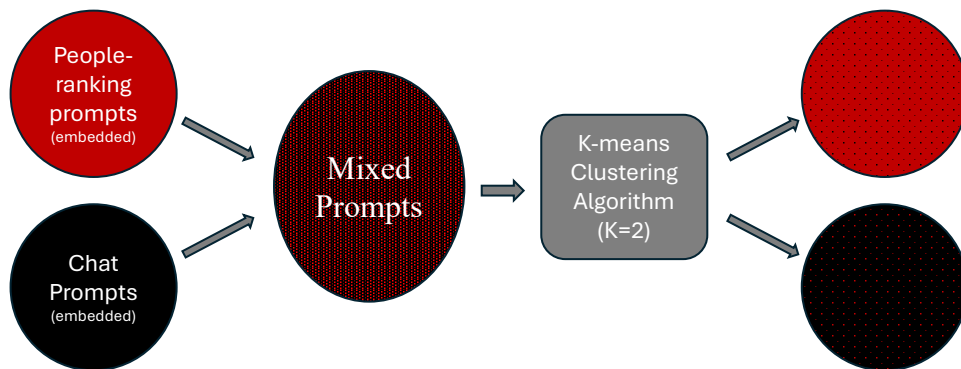 People-
ranking
prompts
(embedded)
Chat
Prompts
(embedded)
Mixed
Prompts
K-means
Clustering
Algorithm
(K=2)